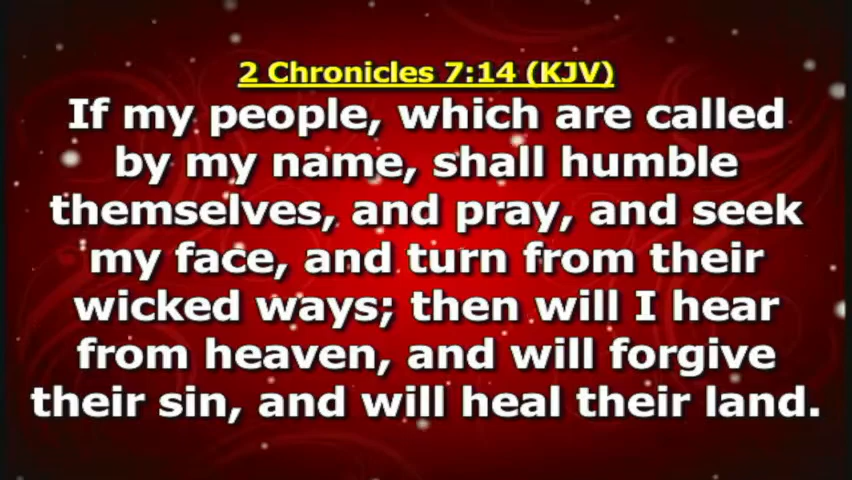 2 Chronicles 7:14 (KJV)
If my people, which are called
by my name, shall humble
themselves, and pray, and seek
my face, and turn from their
wicked ways; then will I hear
from heaven, and will forgive
their sin, and will heal their land.